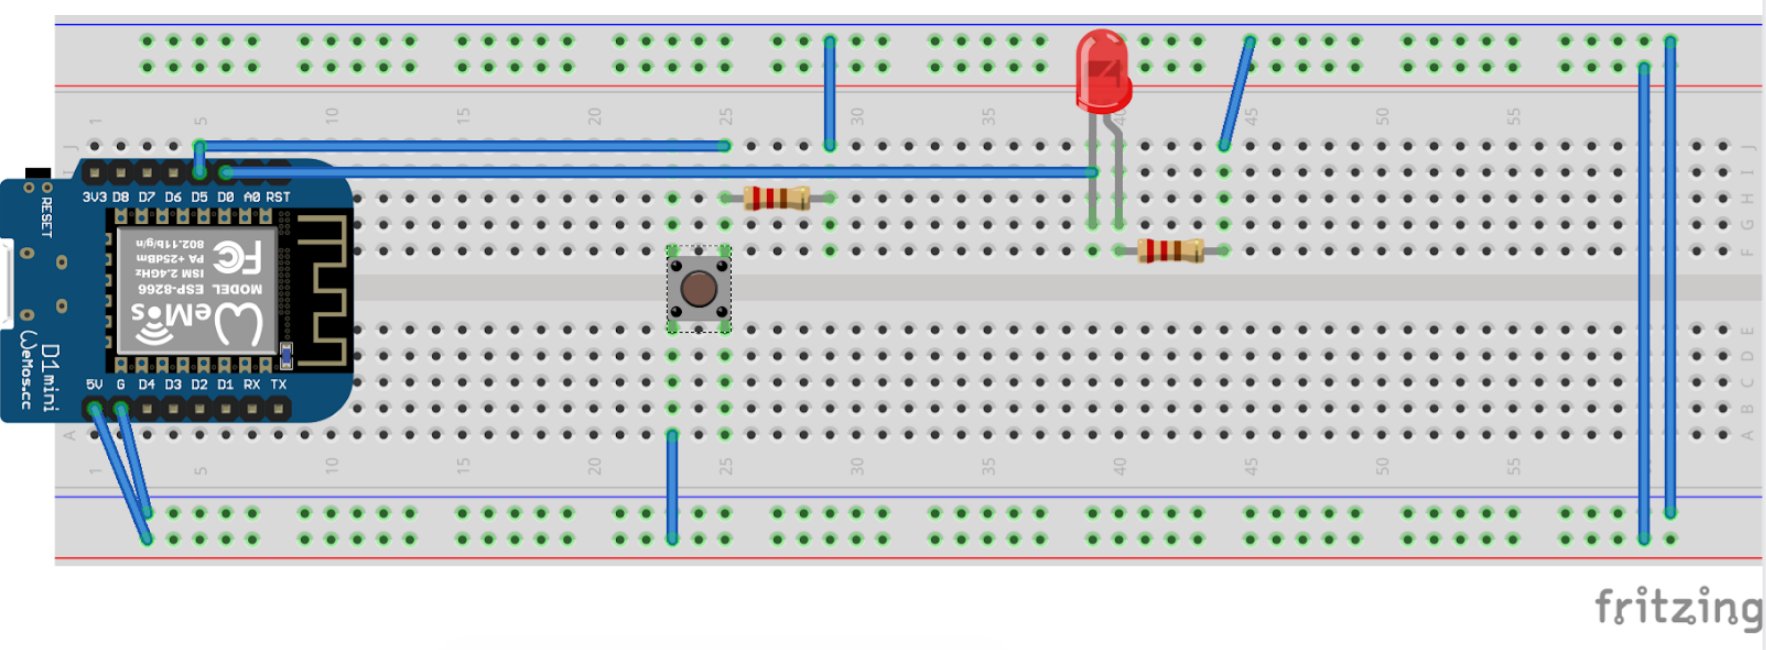 1 5 10 15 20 25 30 35 40 45 50 55
J J
I I
3V3 D8 D7 D6 D5 D0 A0 RST
H
G
F
RESET
802.11b/g/n
PA +25dBm
ISM 2.4GHz
MODEL ESP-8266
FC
WeMos
D1 mini
WeMos.cc
5V G D4 D3 D2 D1 RX TX
E
D
C
B
A A
1 5 10 15 20 25 30 35 40 45 50 55
fritzing